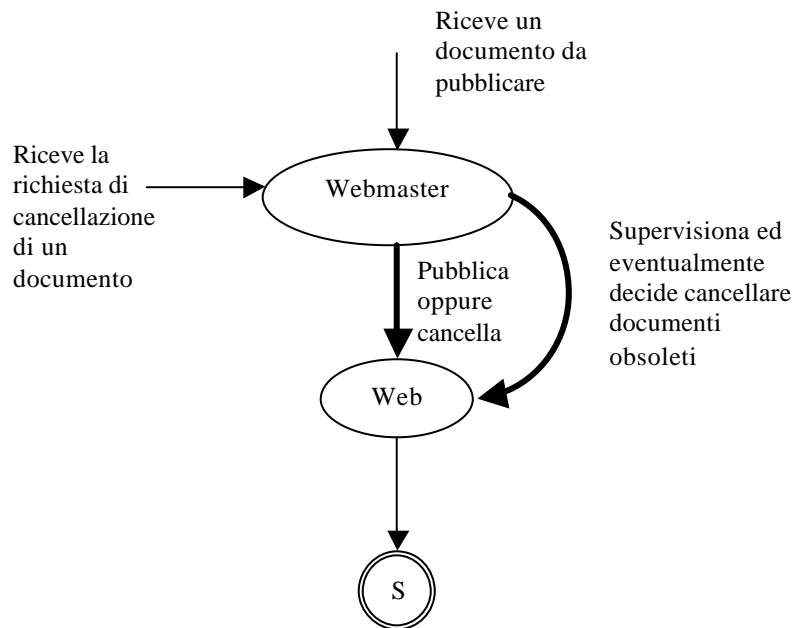 Riceve un
documento da
pubblicare
Riceve la
richiesta di
cancellazione
di un
documento
Webmaster
Supervisiona ed
eventualmente
decide cancellare
documenti
obsoleti
Pubblica
oppure
cancella
Web
S